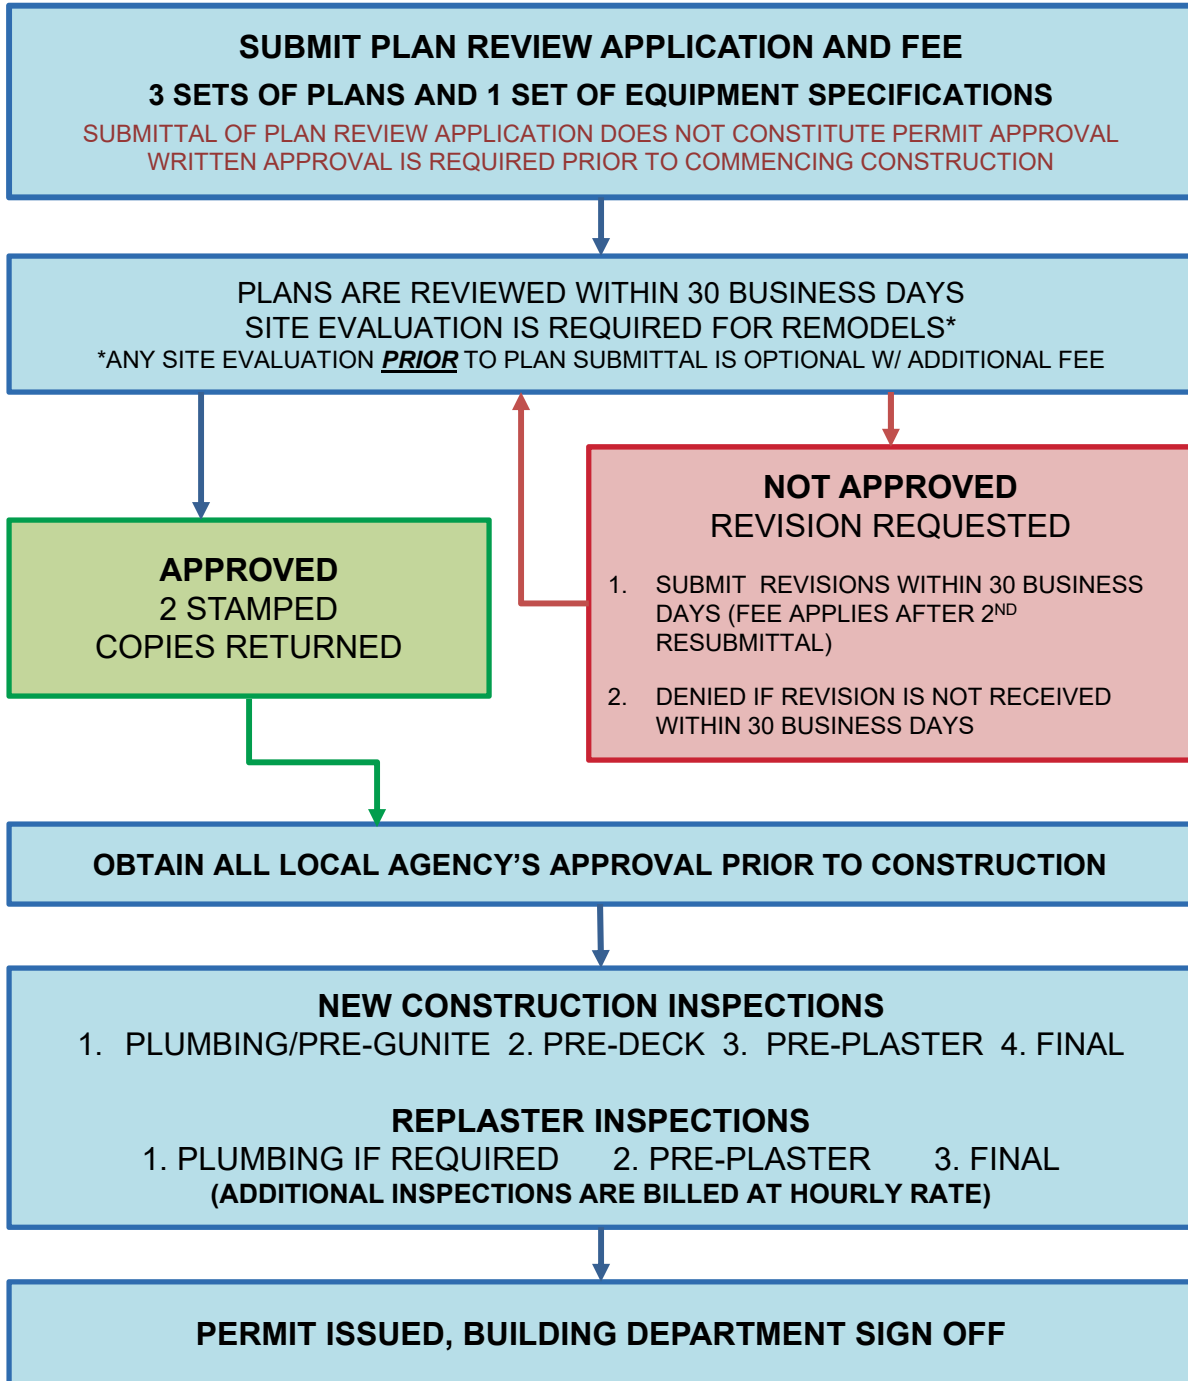 SUBMIT PLAN REVIEW APPLICATION AND FEE
3 SETS OF PLANS AND 1 SET OF EQUIPMENT SPECIFICATIONS
SUBMITTAL OF PLAN REVIEW APPLICATION DOES NOT CONSTITUTE PERMIT APPROVAL
WRITTEN APPROVAL IS REQUIRED PRIOR TO COMMENCING CONSTRUCTION
PLANS ARE REVIEWED WITHIN 30 BUSINESS DAYS
SITE EVALUATION IS REQUIRED FOR REMODELS*
*ANY SITE EVALUATION PRIOR TO PLAN SUBMITTAL IS OPTIONAL W/ ADDITIONAL FEE
APPROVED
2 STAMPED
COPIES RETURNED
NOT APPROVED
REVISION REQUESTED
1. SUBMIT REVISIONS WITHIN 30 BUSINESS
DAYS (FEE APPLIES AFTER 2ND
RESUBMITTAL)
2. DENIED IF REVISION IS NOT RECEIVED
WITHIN 30 BUSINESS DAYS
OBTAIN ALL LOCAL AGENCY’S APPROVAL PRIOR TO CONSTRUCTION
NEW CONSTRUCTION INSPECTIONS
1. PLUMBING/PRE-GUNITE 2. PRE-DECK 3. PRE-PLASTER 4. FINAL
REPLASTER INSPECTIONS
1. PLUMBING IF REQUIRED 2. PRE-PLASTER 3. FINAL
(ADDITIONAL INSPECTIONS ARE BILLED AT HOURLY RATE)
PERMIT ISSUED, BUILDING DEPARTMENT SIGN OFF